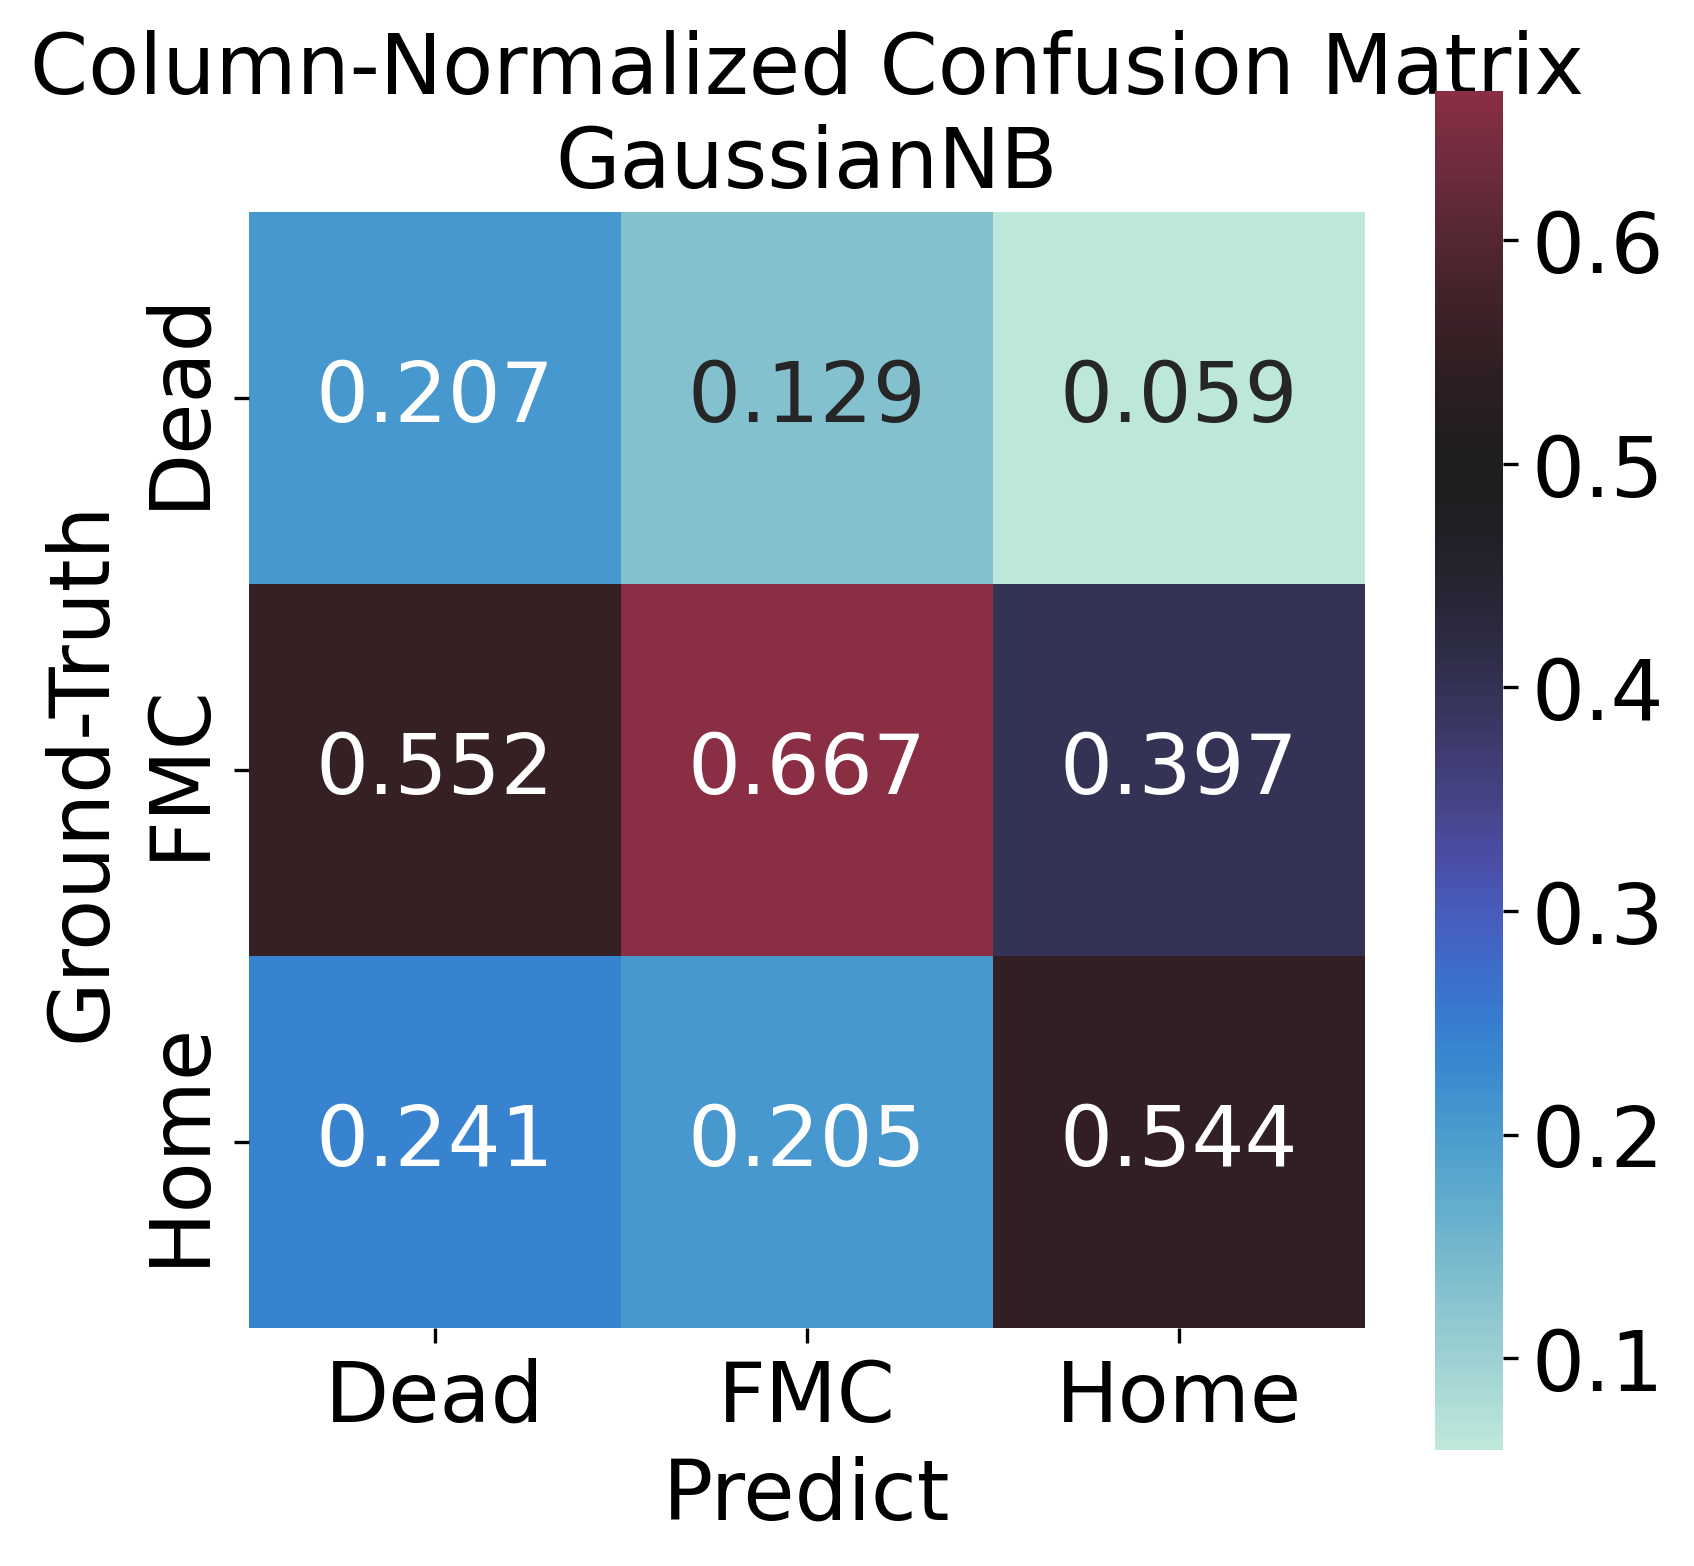 Column-Normalized Confusion Matrix
GaussianNB
Ground-Truth
Dead
0.207 0.129 0.059
FMC
0.552 0.667 0.397
Home
0.241 0.205 0.544
Dead FMC Home
Predict
0.6
0.5
0.4
0.3
0.2
0.1